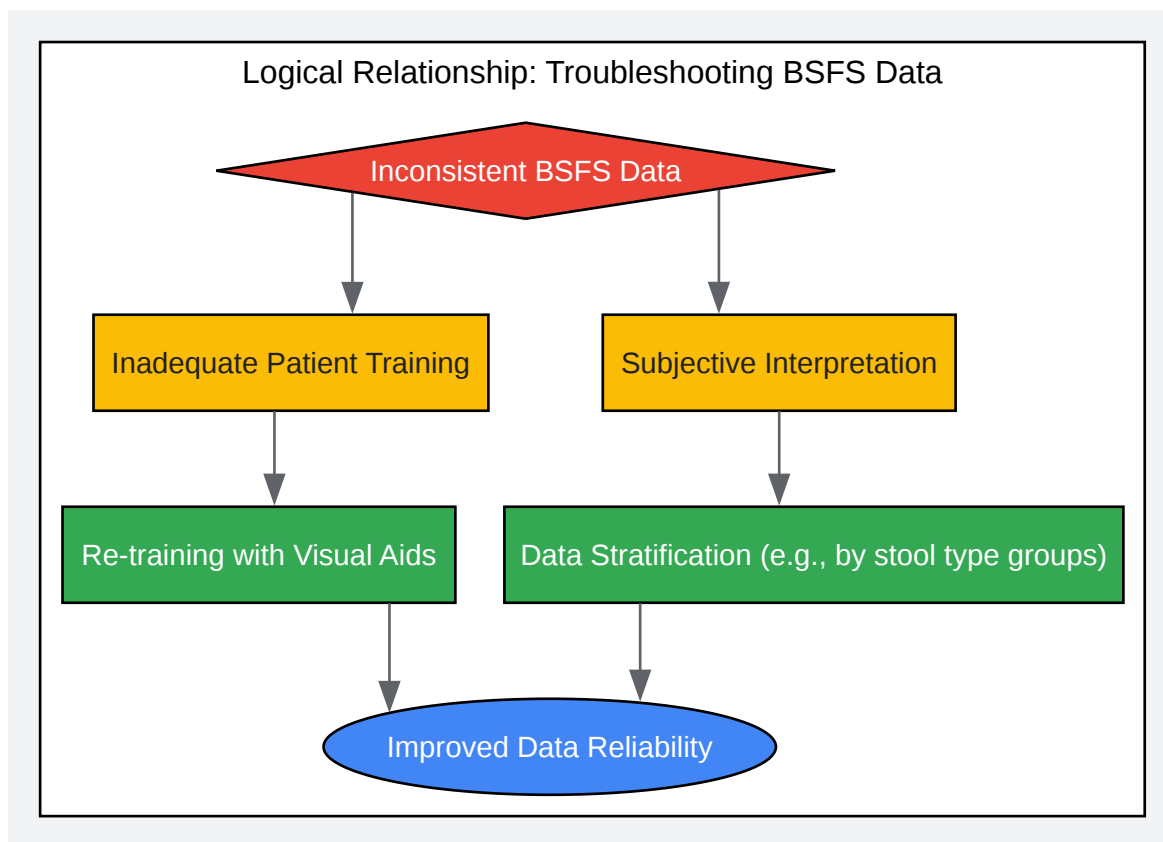 Logical Relationship: Troubleshooting BSFS Data
Inconsistent BSFS Data
Inadequate Patient Training
Subjective Interpretation
Re-training with Visual Aids
Data Stratification (e.g., by stool type groups)
Improved Data Reliability